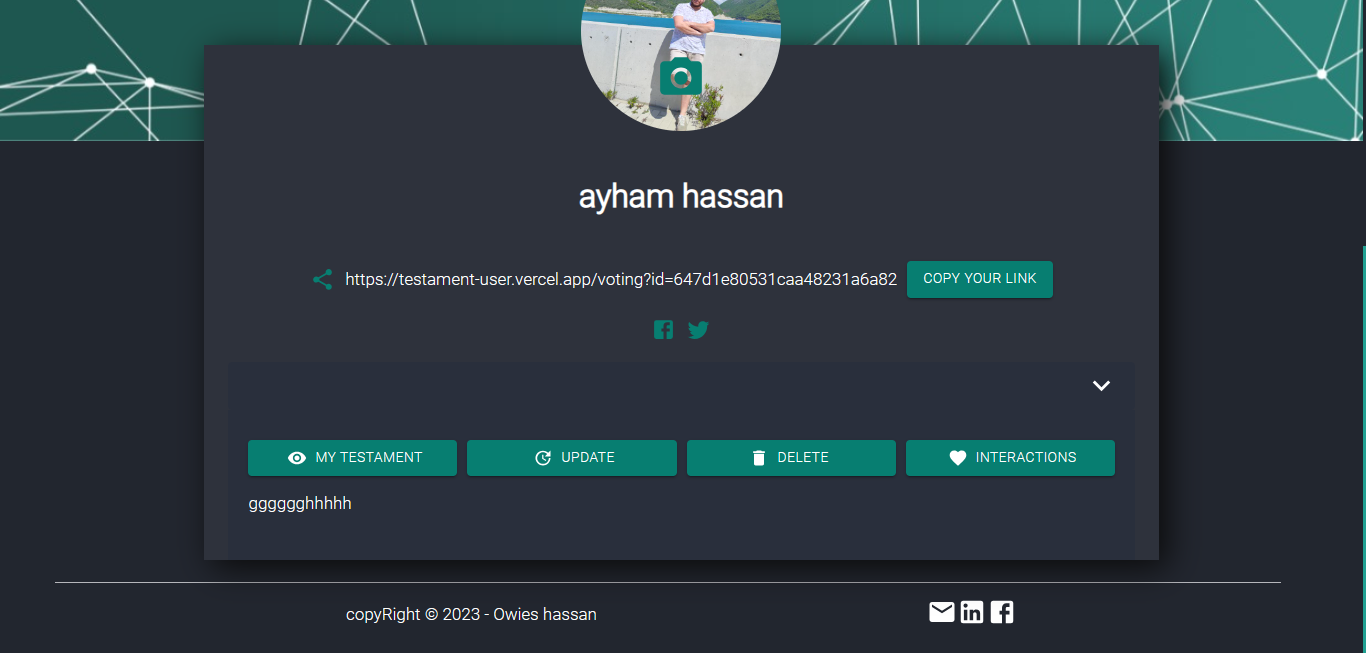 ayham hassan
https://testament-user.vercel.app/voting?id=647d1e80531caa48231a6a82 COPY YOUR LINK
MY TESTAMENT UPDATE DELETE INTERACTIONS
gggggghhhhh
copyRight © 2023 - Owies hassan